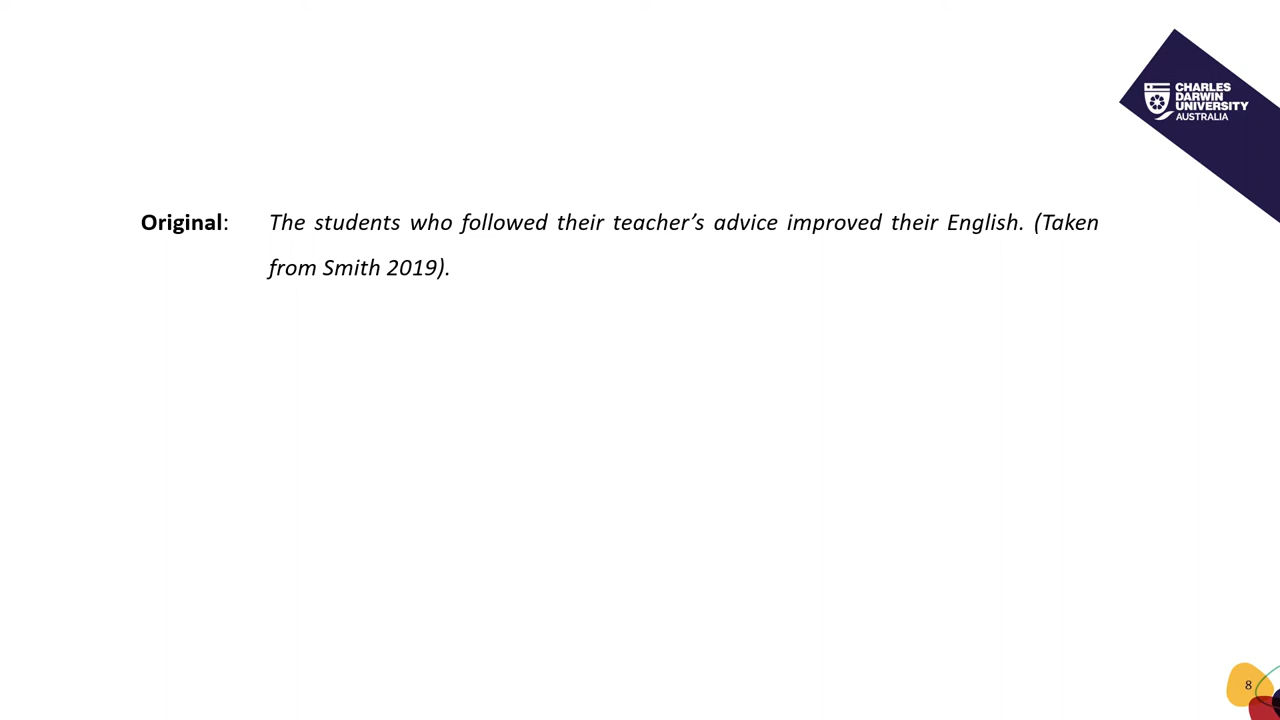 CHARLES
DARWIN
UNIVERSITY
AUSTRALIA
Original: The students who followed their teacher’s advice improved their English. (Taken
from Smith 2019).
8